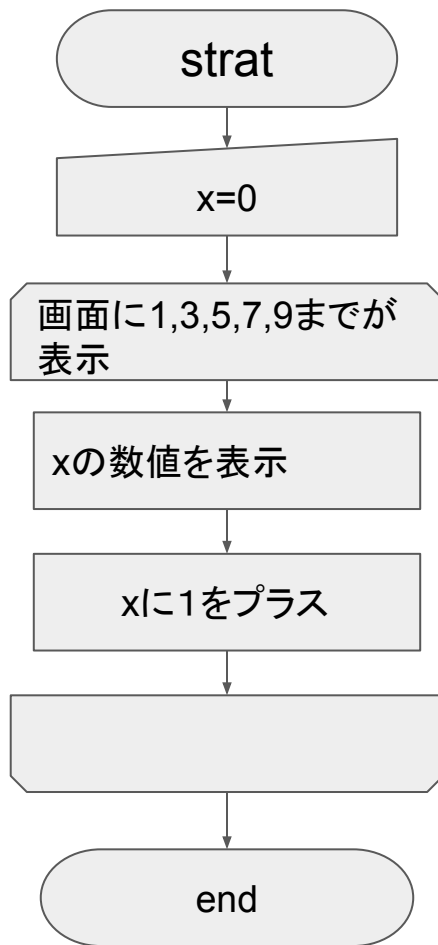 strat
x=0
画面に1,3,5,7,9までが
表示
xの数値を表示
xに１をプラス
end